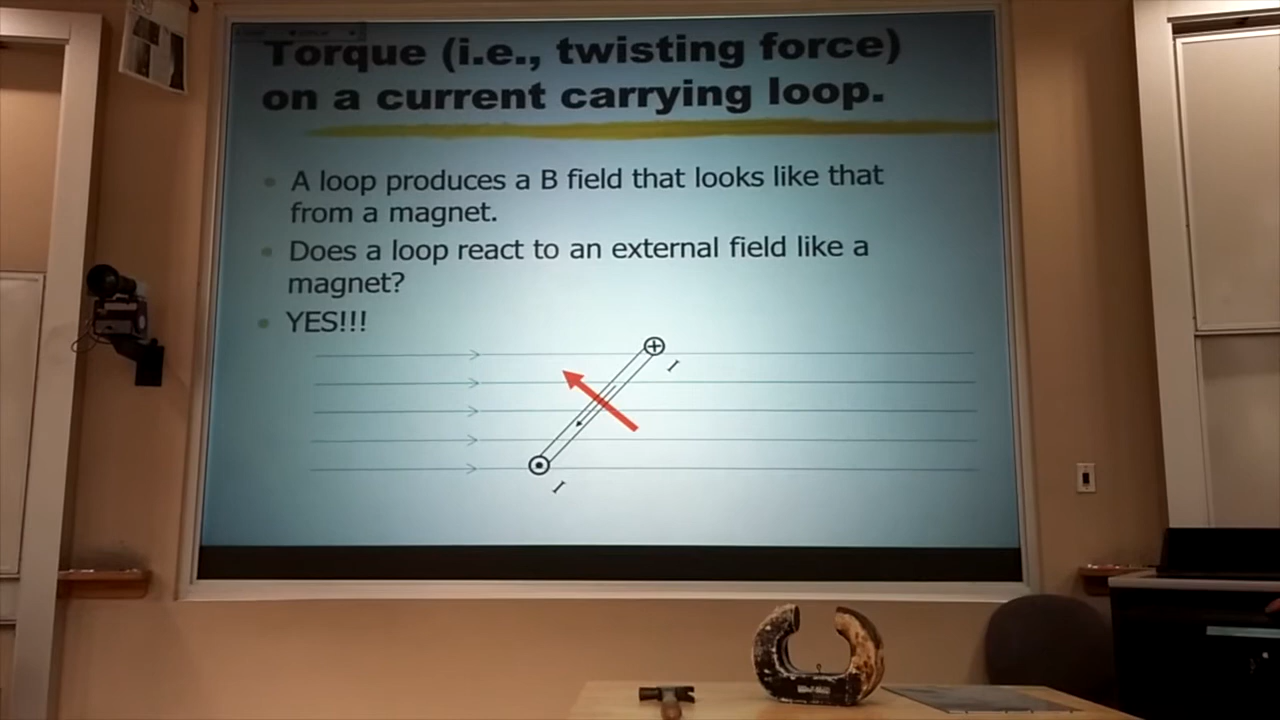 Torque (i.e., twisting force)
on a current carrying loop.
A loop produces a B field that looks like that
from a magnet.
Does a loop react to an external field like a
magnet?
YES!!!
I
I